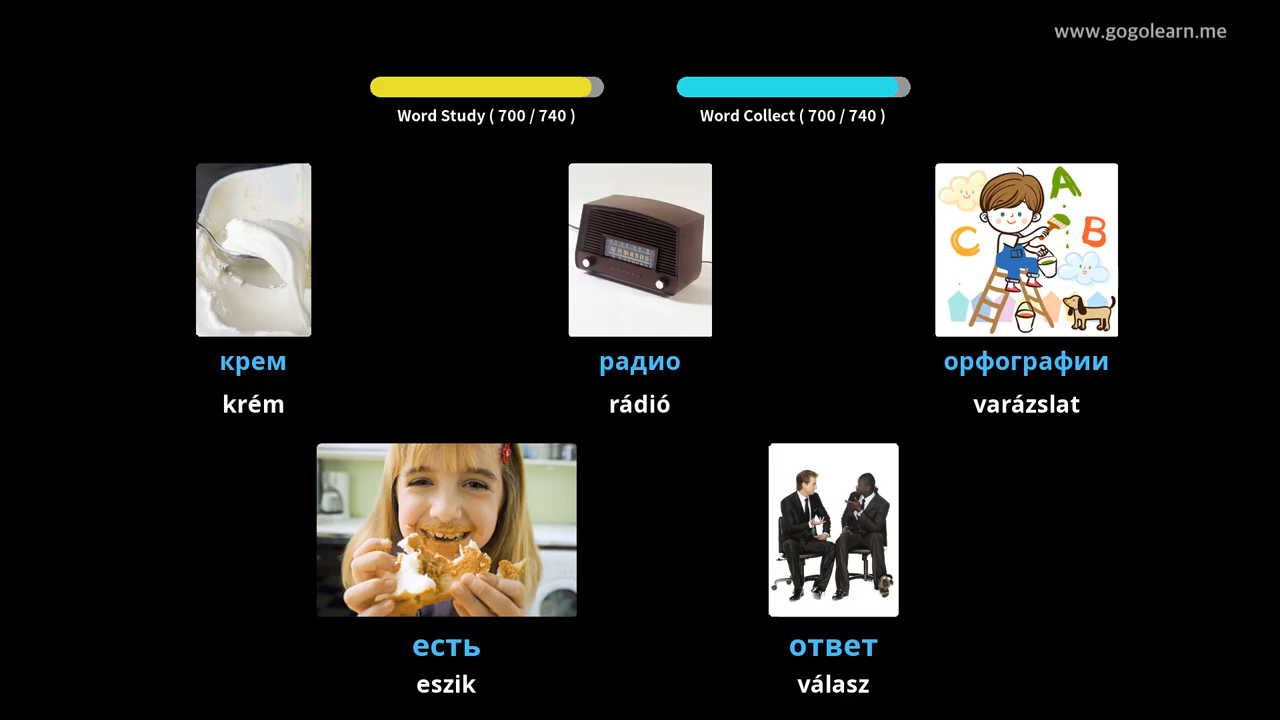 www.gogolearn.me
Word Study ( 700 / 740 )
Word Collect ( 700 / 740 )
крем
радио
орфографии
krém
rádió
varázslat
есть
ответ
eszik
válasz